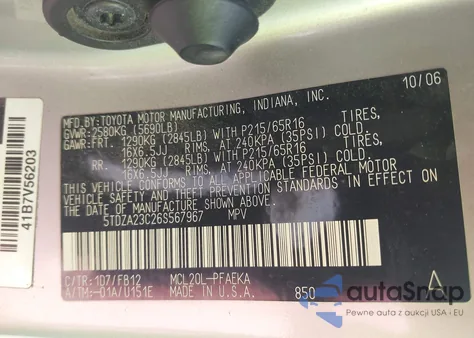 10/06
MFD.BY:TOYOTA MOTOR MANUFACTURING, INDIANA, INC.
GVWR:2580KG (5690LB)
GAWR:FRT. 1290KG (2845LB) WITH P215/65R16 TIRES,
16X6.5JJ RIMS, AT 240KPA (35PSI) COLD.
RR. 1290KG (2845LB) WITH P215/65R16 TIRES,
16X6.5JJ RIMS, AT 240KPA (35PSI) COLD.
THIS VEHICLE CONFORMS TO ALL APPLICABLE FEDERAL MOTOR
VEHICLE SAFETY STANDARDS IN EFFECT ON THE DATE OF
MANUFACTURE SHOWN ABOVE.
5TDZA23C26S567967 MPV
C/TR:1D7/FB12 MCL20L-PFAEKA
A/TM:-01A/U151E MADE IN U.S.A. 850
41B7V56203
autoSnap
Pewne auta z aukcji USA i EU